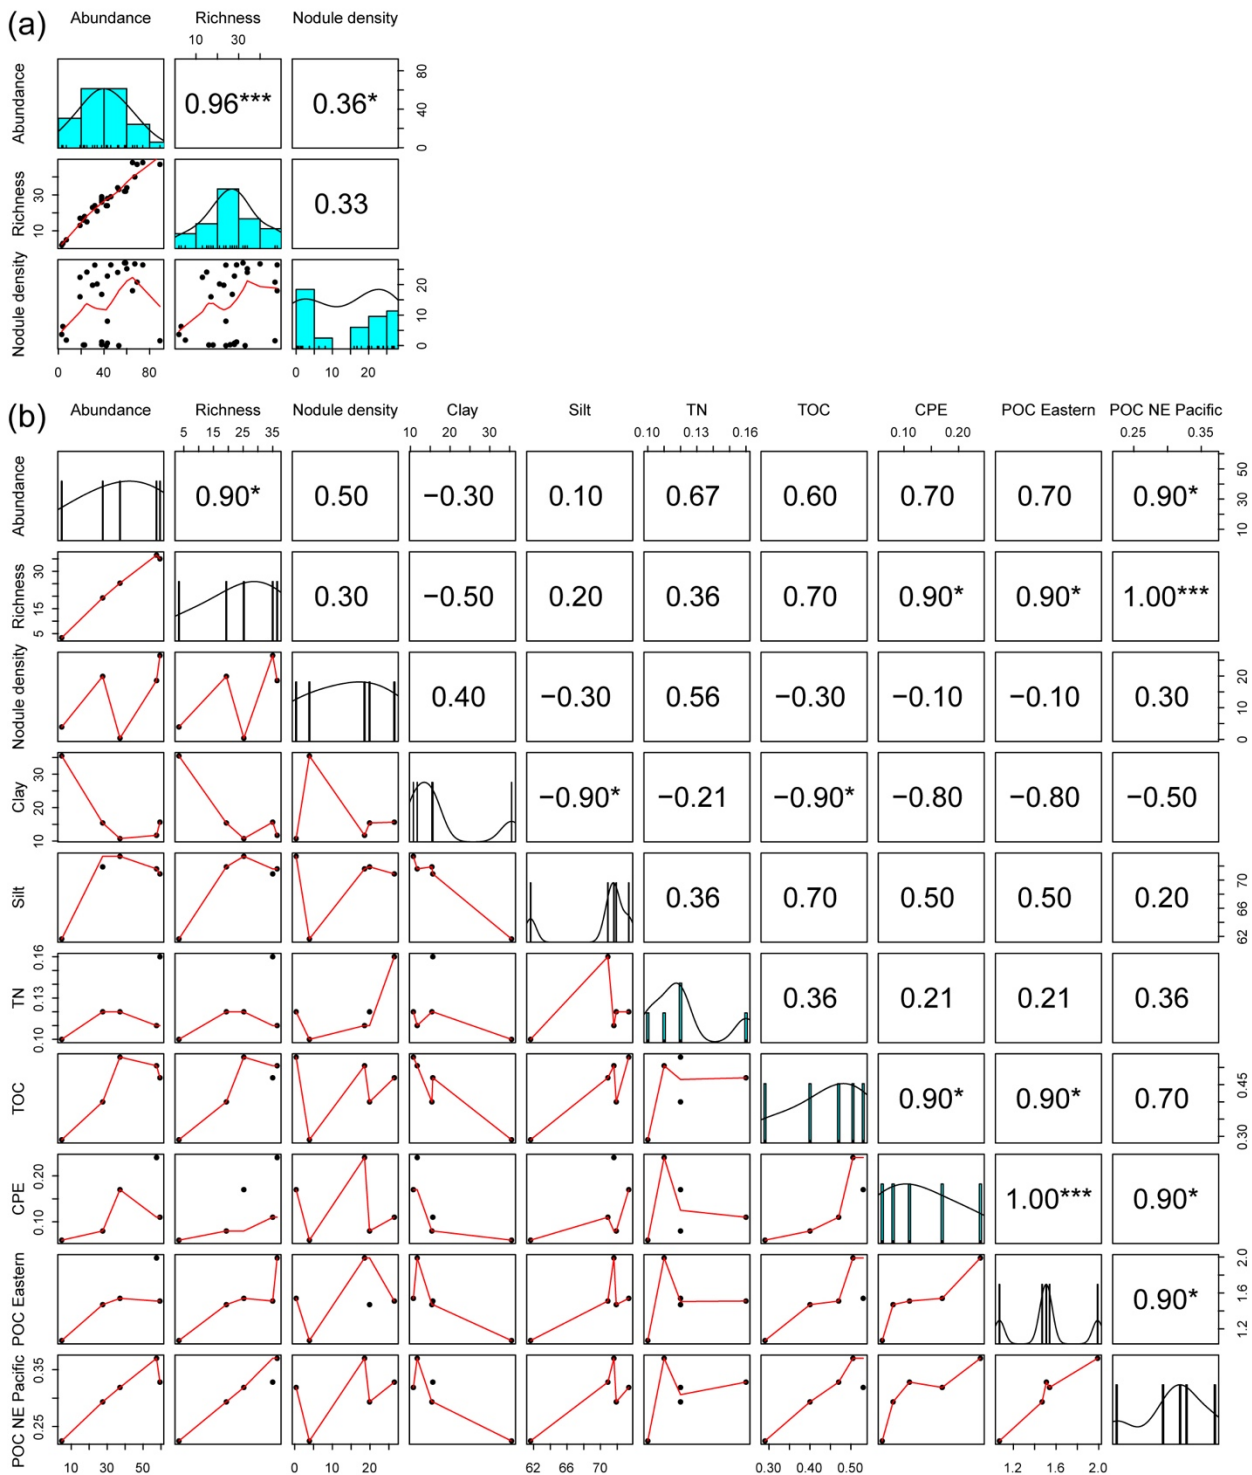 (a)
Abundance Richness Nodule density
10 30
Abundance 0.96*** 0.36* 0 40 80
Richness 10 30 0.33
Nodule density 0 10 20
0 40 80 0 20
(b)
Abundance Richness Nodule density Clay Silt TN TOC CPE POC Eastern POC NE Pacific
5 15 25 35 10 20 30 0.10 0.13 0.16 0.10 0.20 0.25 0.35
Abundance 0.90* 0.50 −0.30 0.10 0.67 0.60 0.70 0.70 0.90* 10 30 50
Richness 5 15 30 0.30 −0.50 0.20 0.36 0.70 0.90* 0.90* 1.00***
Nodule density 0.40 −0.30 0.56 −0.30 −0.10 −0.10 0.30 0 10 20
Clay 10 20 30 −0.90* −0.21 −0.90* −0.80 −0.80 −0.50
Silt 0.36 0.70 0.50 0.50 0.20 62 66 70
TN 0.10 0.13 0.16 0.36 0.21 0.21 0.36
TOC 0.90* 0.90* 0.70 0.30 0.45
CPE 0.10 0.20 1.00*** 0.90*
POC Eastern 0.90* 1.2 1.6 2.0
POC NE Pacific 0.25 0.35
10 30 50 0 10 20 62 66 70 0.30 0.40 0.50 1.2 1.6 2.0